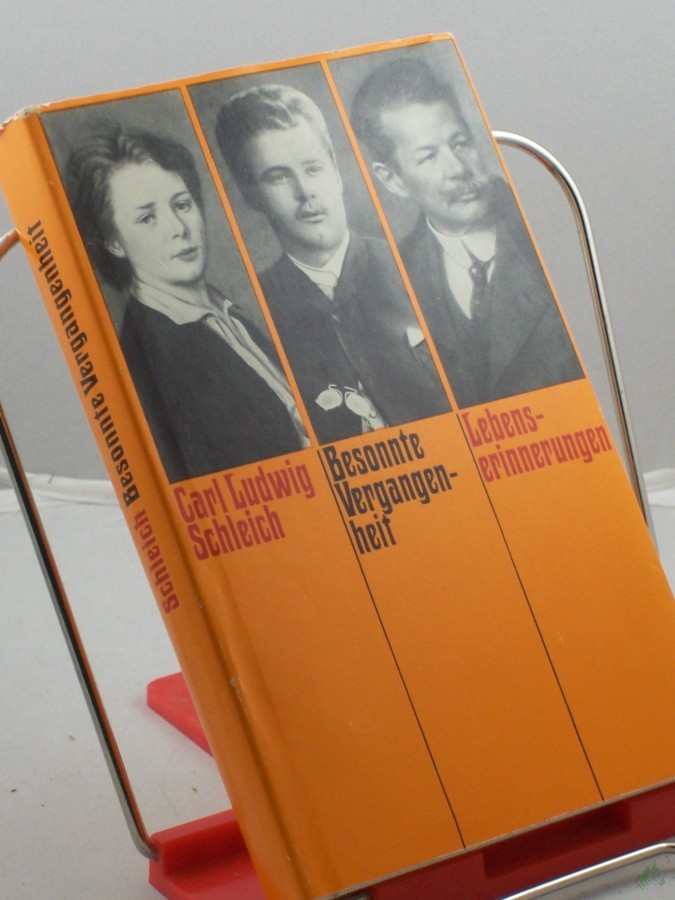 Schleich Besonnte Vergangenheit
Carl Ludwig
Schleich
Besonnte
Vergangen-
heit
Lebens-
erinnerungen